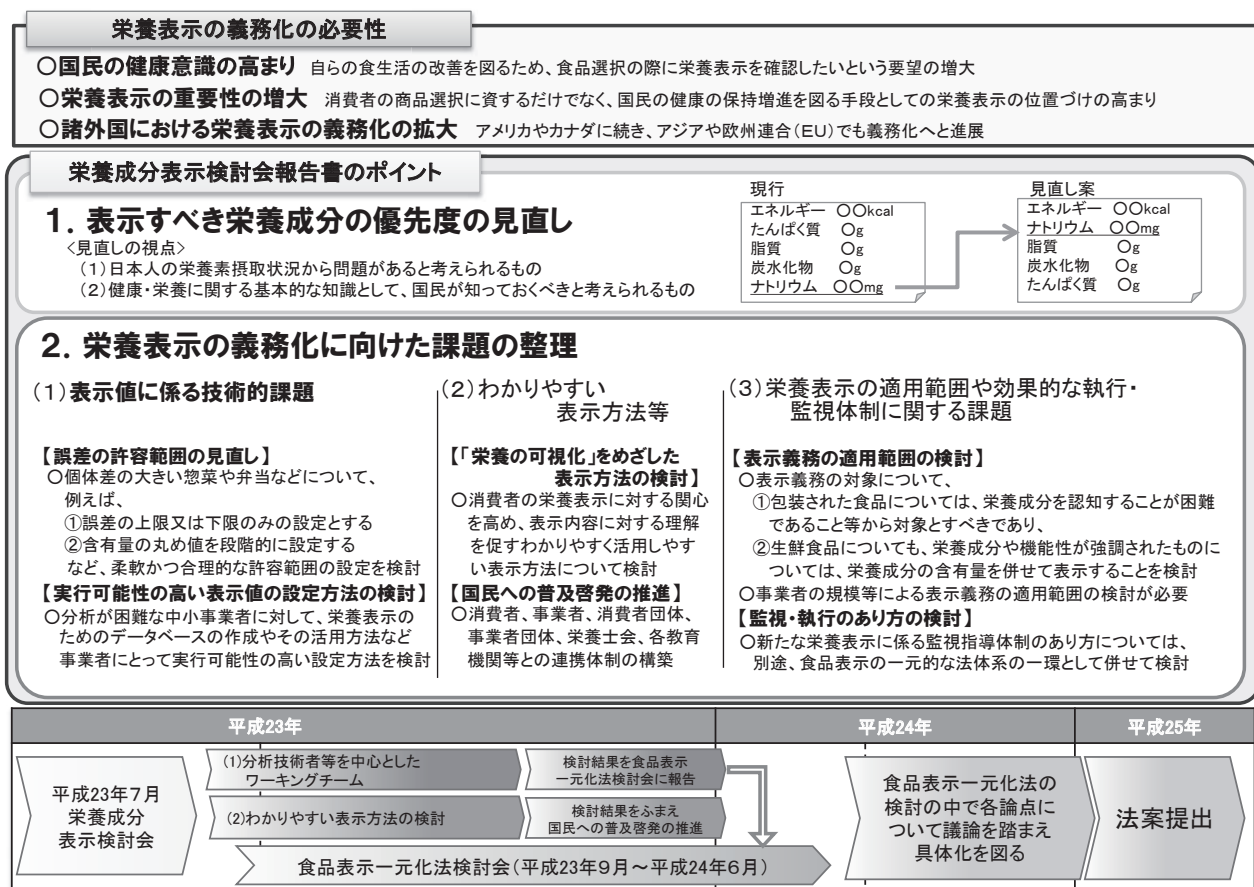 栄養表示の義務化の必要性
○国民の健康意識の高まり 自らの食生活の改善を図るため、食品選択の際に栄養表示を確認したいという要望の増大
○栄養表示の重要性の増大 消費者の商品選択に資するだけでなく、国民の健康の保持増進を図る手段としての栄養表示の位置づけの高まり
○諸外国における栄養表示の義務化の拡大 アメリカやカナダに続き、アジアや欧州連合(EU)でも義務化へと進展
栄養成分表示検討会報告書のポイント
1.表示すべき栄養成分の優先度の見直し
<見直しの視点>
(1)日本人の栄養素摂取状況から問題があると考えられるもの
(2)健康・栄養に関する基本的な知識として、国民が知っておくべきと考えられるもの
現行
エネルギー ○○kcal
たんぱく質 ○g
脂質 ○g
炭水化物 ○g
ナトリウム ○○mg
見直し案
エネルギー ○○kcal
ナトリウム ○○mg
脂質 ○g
炭水化物 ○g
たんぱく質 ○g
2.栄養表示の義務化に向けた課題の整理
(1)表示値に係る技術的課題
【誤差の許容範囲の見直し】
○個体差の大きい惣菜や弁当などについて、
例えば、
①誤差の上限又は下限のみの設定とする
②含有量の丸め値を段階的に設定する
など、柔軟かつ合理的な許容範囲の設定を検討
【実行可能性の高い表示値の設定方法の検討】
○分析が困難な中小事業者に対して、栄養表示の
ためのデータベースの作成やその活用方法など
事業者にとって実行可能性の高い設定方法を検討
(2)わかりやすい
表示方法等
【「栄養の可視化」をめざした
表示方法の検討】
○消費者の栄養表示に対する関心
を高め、表示内容に対する理解
を促すわかりやすく活用しやす
い表示方法について検討
【国民への普及啓発の推進】
○消費者、事業者、消費者団体、
事業者団体、栄養士会、各教育
機関等との連携体制の構築
(3)栄養表示の適用範囲や効果的な執行・
監視体制に関する課題
【表示義務の適用範囲の検討】
○表示義務の対象について、
①包装された食品については、栄養成分を認知することが困難
であること等から対象とすべきであり、
②生鮮食品についても、栄養成分や機能性が強調されたものに
ついては、栄養成分の含有量を併せて表示することを検討
○事業者の規模等による表示義務の適用範囲の検討が必要
【監視・執行のあり方の検討】
○新たな栄養表示に係る監視指導体制のあり方については、
別途、食品表示の一元的な法体系の一環として併せて検討
平成23年
平成24年
平成25年
平成23年7月
栄養成分
表示検討会
(1)分析技術者等を中心とした
ワーキングチーム
検討結果を食品表示
一元化法検討会に報告
(2)わかりやすい表示方法の検討
検討結果をふまえ
国民への普及啓発の推進
食品表示一元化法検討会(平成23年9月~平成24年6月)
食品表示一元化法の
検討の中で各論点に
ついて議論を踏まえ
具体化を図る
法案提出